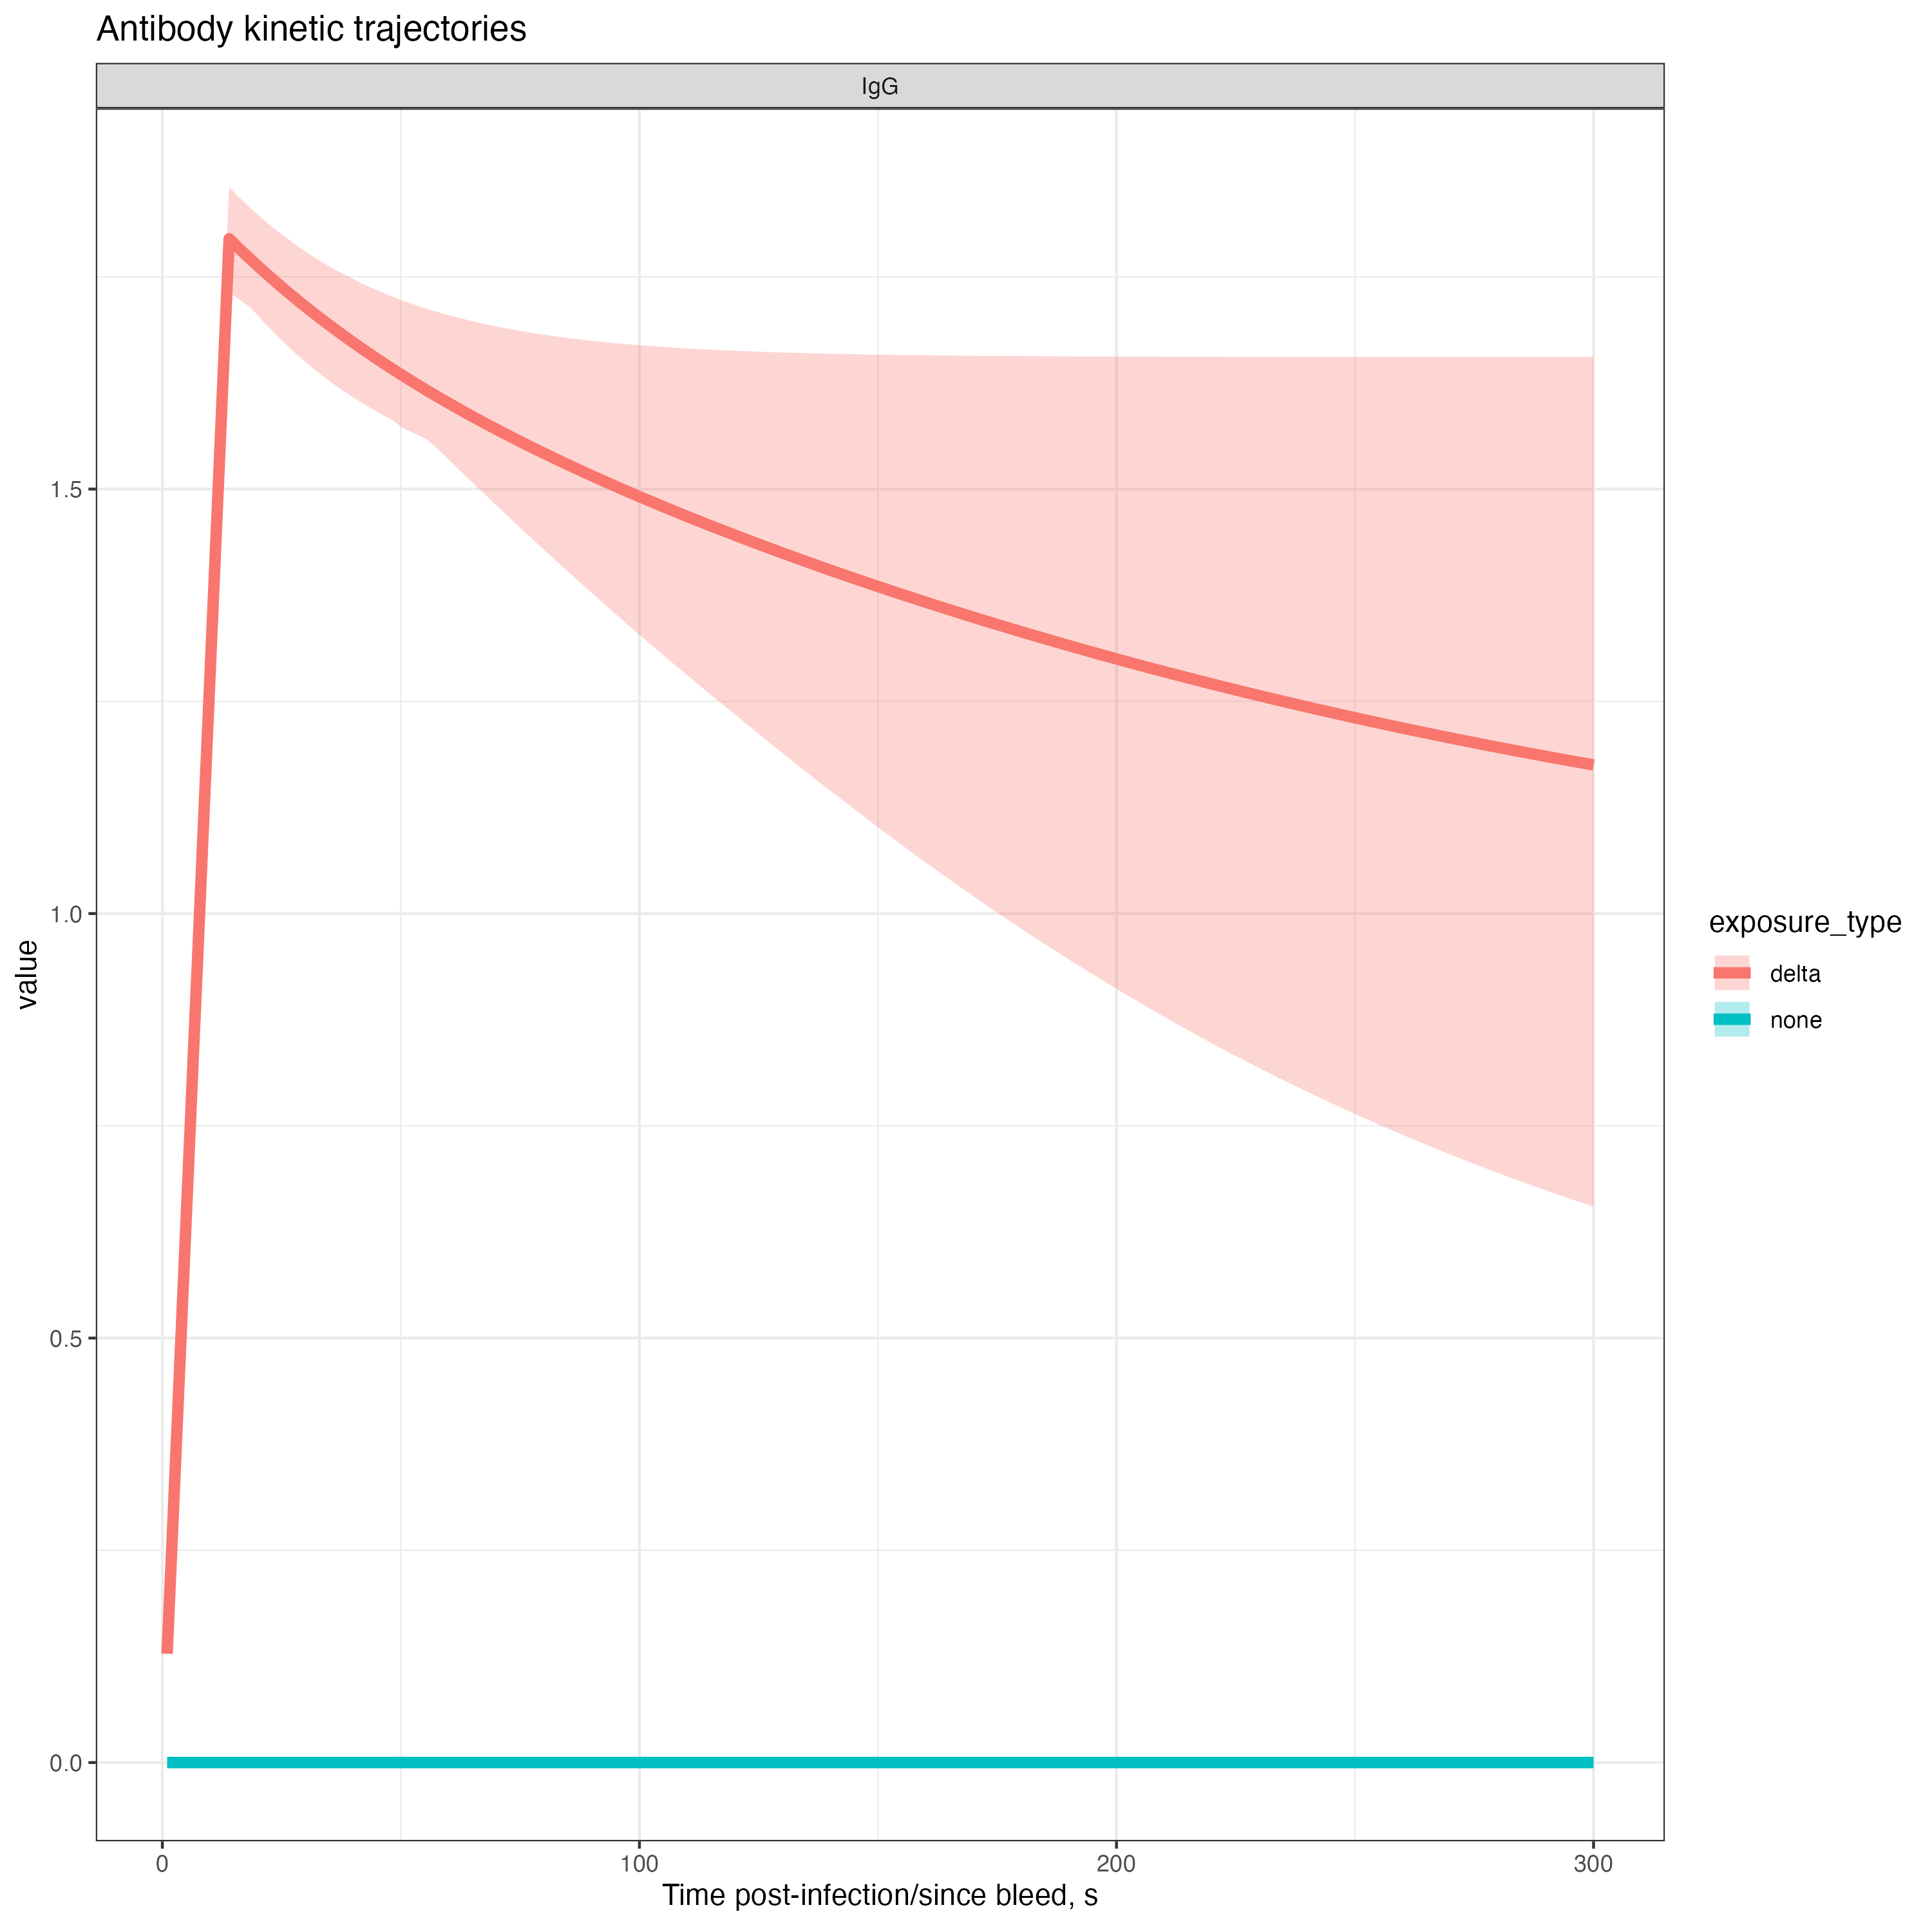 Antibody kinetic trajectories
IgG
1.5
1.0
0.5
0.0
value
0 100 200 300
Time post-infection/since bleed, s
exposure_type
delta
none